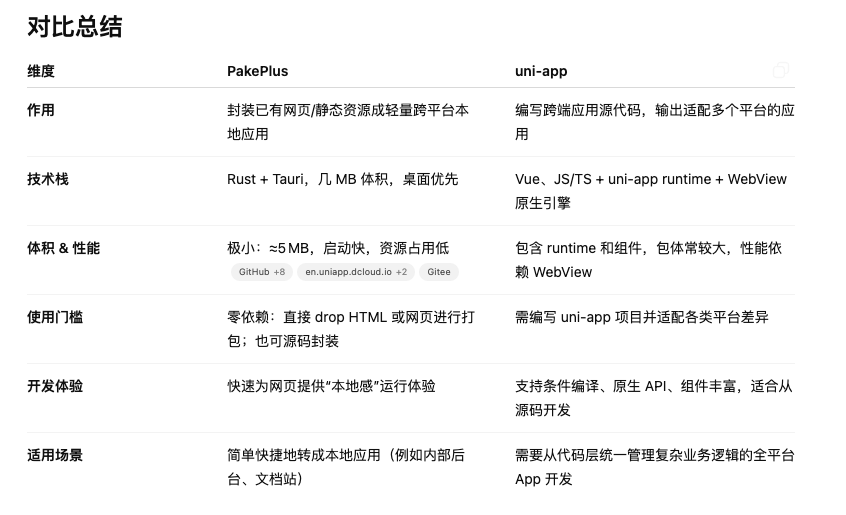 对比总结
维度 PakePlus uni-app
作用 封装已有网页/静态资源成轻量跨平台本 编写跨端应用源代码，输出适配多个平台的应
地应用 用
技术栈 Rust + Tauri，几 MB 体积，桌面优先 Vue、JS/TS + uni-app runtime + WebView
原生引擎
体积 & 性能 极小：≈5 MB，启动快，资源占用低 包含 runtime 和组件，包体常较大，性能依
GitHub +8 en.uniapp.dcloud.io +2 Gitee 赖 WebView
使用门槛 零依赖：直接 drop HTML 或网页进行打 需编写 uni-app 项目并适配各类平台差异
包；也可源码封装
开发体验 快速为网页提供“本地感”运行体验 支持条件编译、原生 API、组件丰富，适合从
源码开发
适用场景 简单快捷地转成本地应用（例如内部后 需要从代码层统一管理复杂业务逻辑的全平台
台、文档站） App 开发